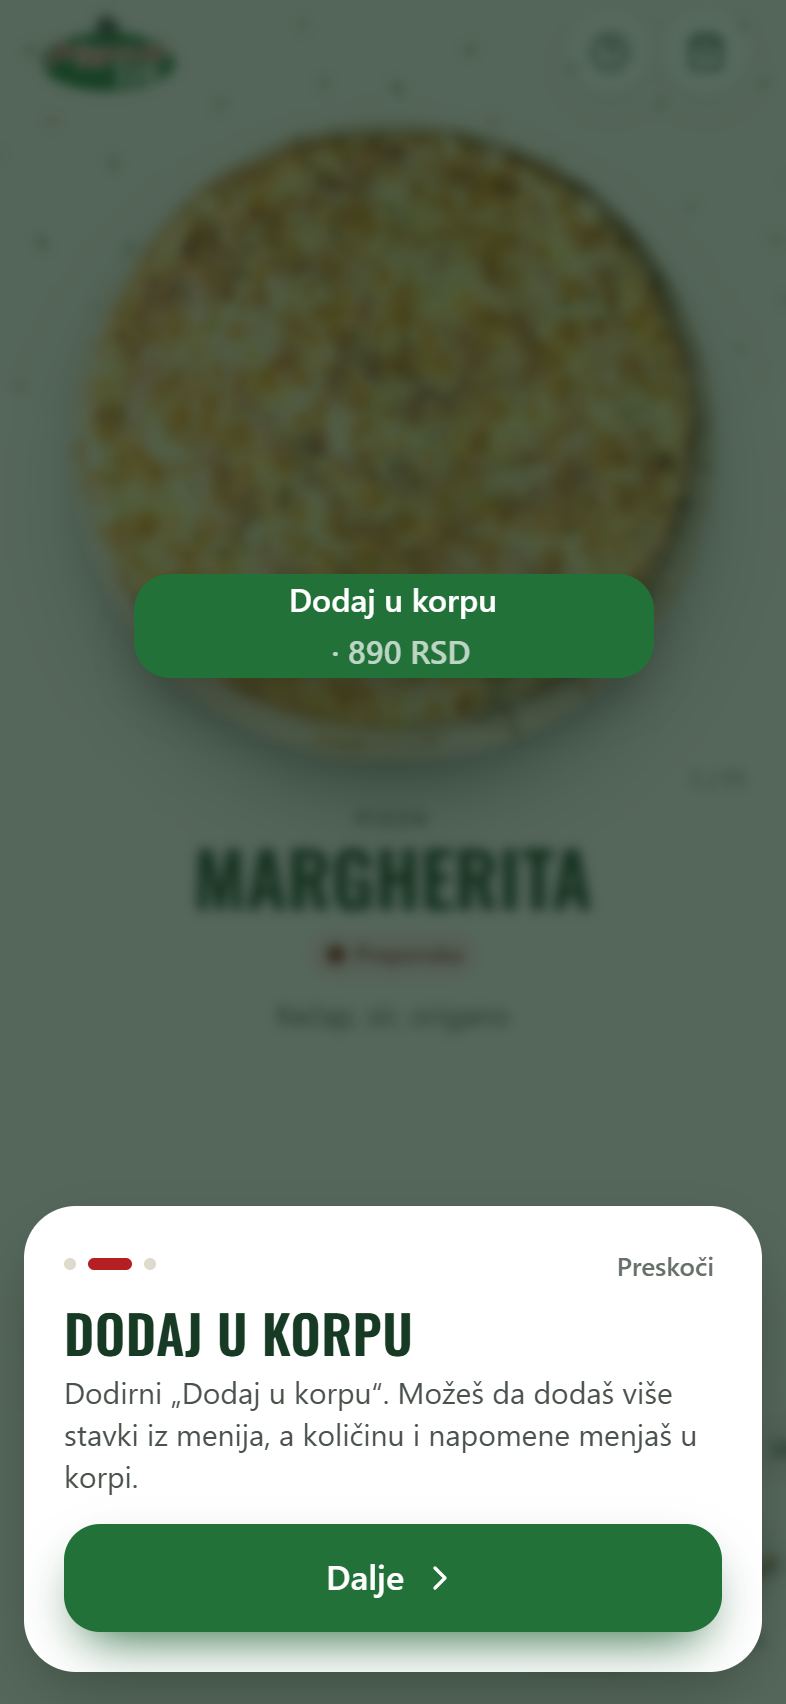 Dodaj u korpu
· 890 RSD
MARGHERITA
Preskoči
DODAJ U KORPU
Dodirni „Dodaj u korpu“. Možeš da dodaš više
stavki iz menija, a količinu i napomene menjaš u
korpi.
Dalje